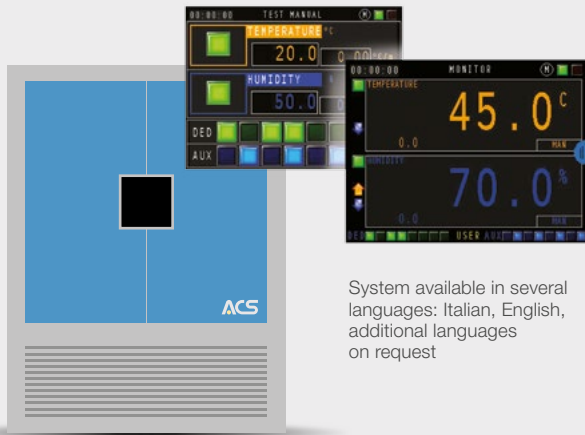 00:00:00 TEST MANUAL M
TEMPERATURE °C
20.0 0.00
HUMIDITY %
50.0
DED
AUX
00:00:00 MONITOR M
TEMPERATURE
45.0 °C
0.0 MAN
HUMIDITY
70.0 %
0.0 MAN
DED USER AUX
ACS
System available in several
languages: Italian, English,
additional languages
on request